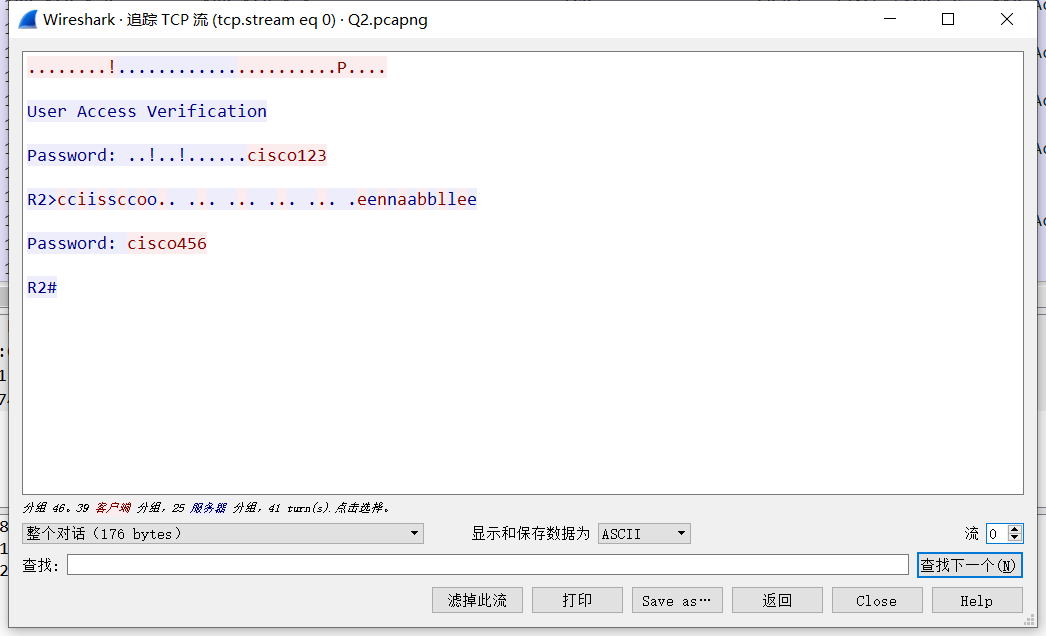 Wireshark · 追踪 TCP 流 (tcp.stream eq 0) · Q2.pcapng
........!......................P....
User Access Verification
Password: ..!..!......cisco123
R2>cciissccoo.. ... ... ... ... .eennaabbllee
Password: cisco456
R2#
分组 46。39 客户端 分组, 25 服务器 分组, 41 turn(s).点击选择。
整个对话（176 bytes）
显示和保存数据为 ASCII
流 0
查找:
查找下一个(N)
滤掉此流
打印
Save as…
返回
Close
Help